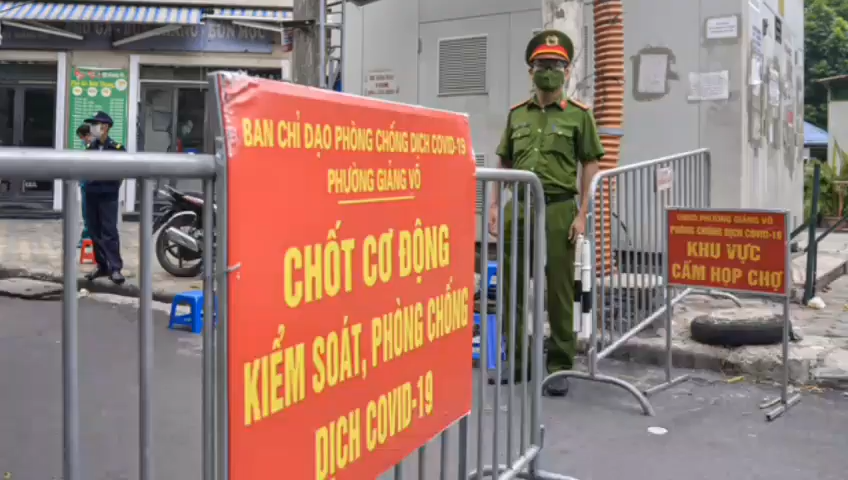 BAN CHỈ ĐẠO PHÒNG CHỐNG DỊCH COVID-19
PHƯỜNG GIẢNG VÕ
CHỐT CƠ ĐỘNG
KIỂM SOÁT, PHÒNG CHỐNG
DỊCH COVID-19
UBND PHƯỜNG GIẢNG VÕ
PHÒNG CHỐNG DỊCH COVID-19
KHU VỰC
CẤM HỌP CHỢ